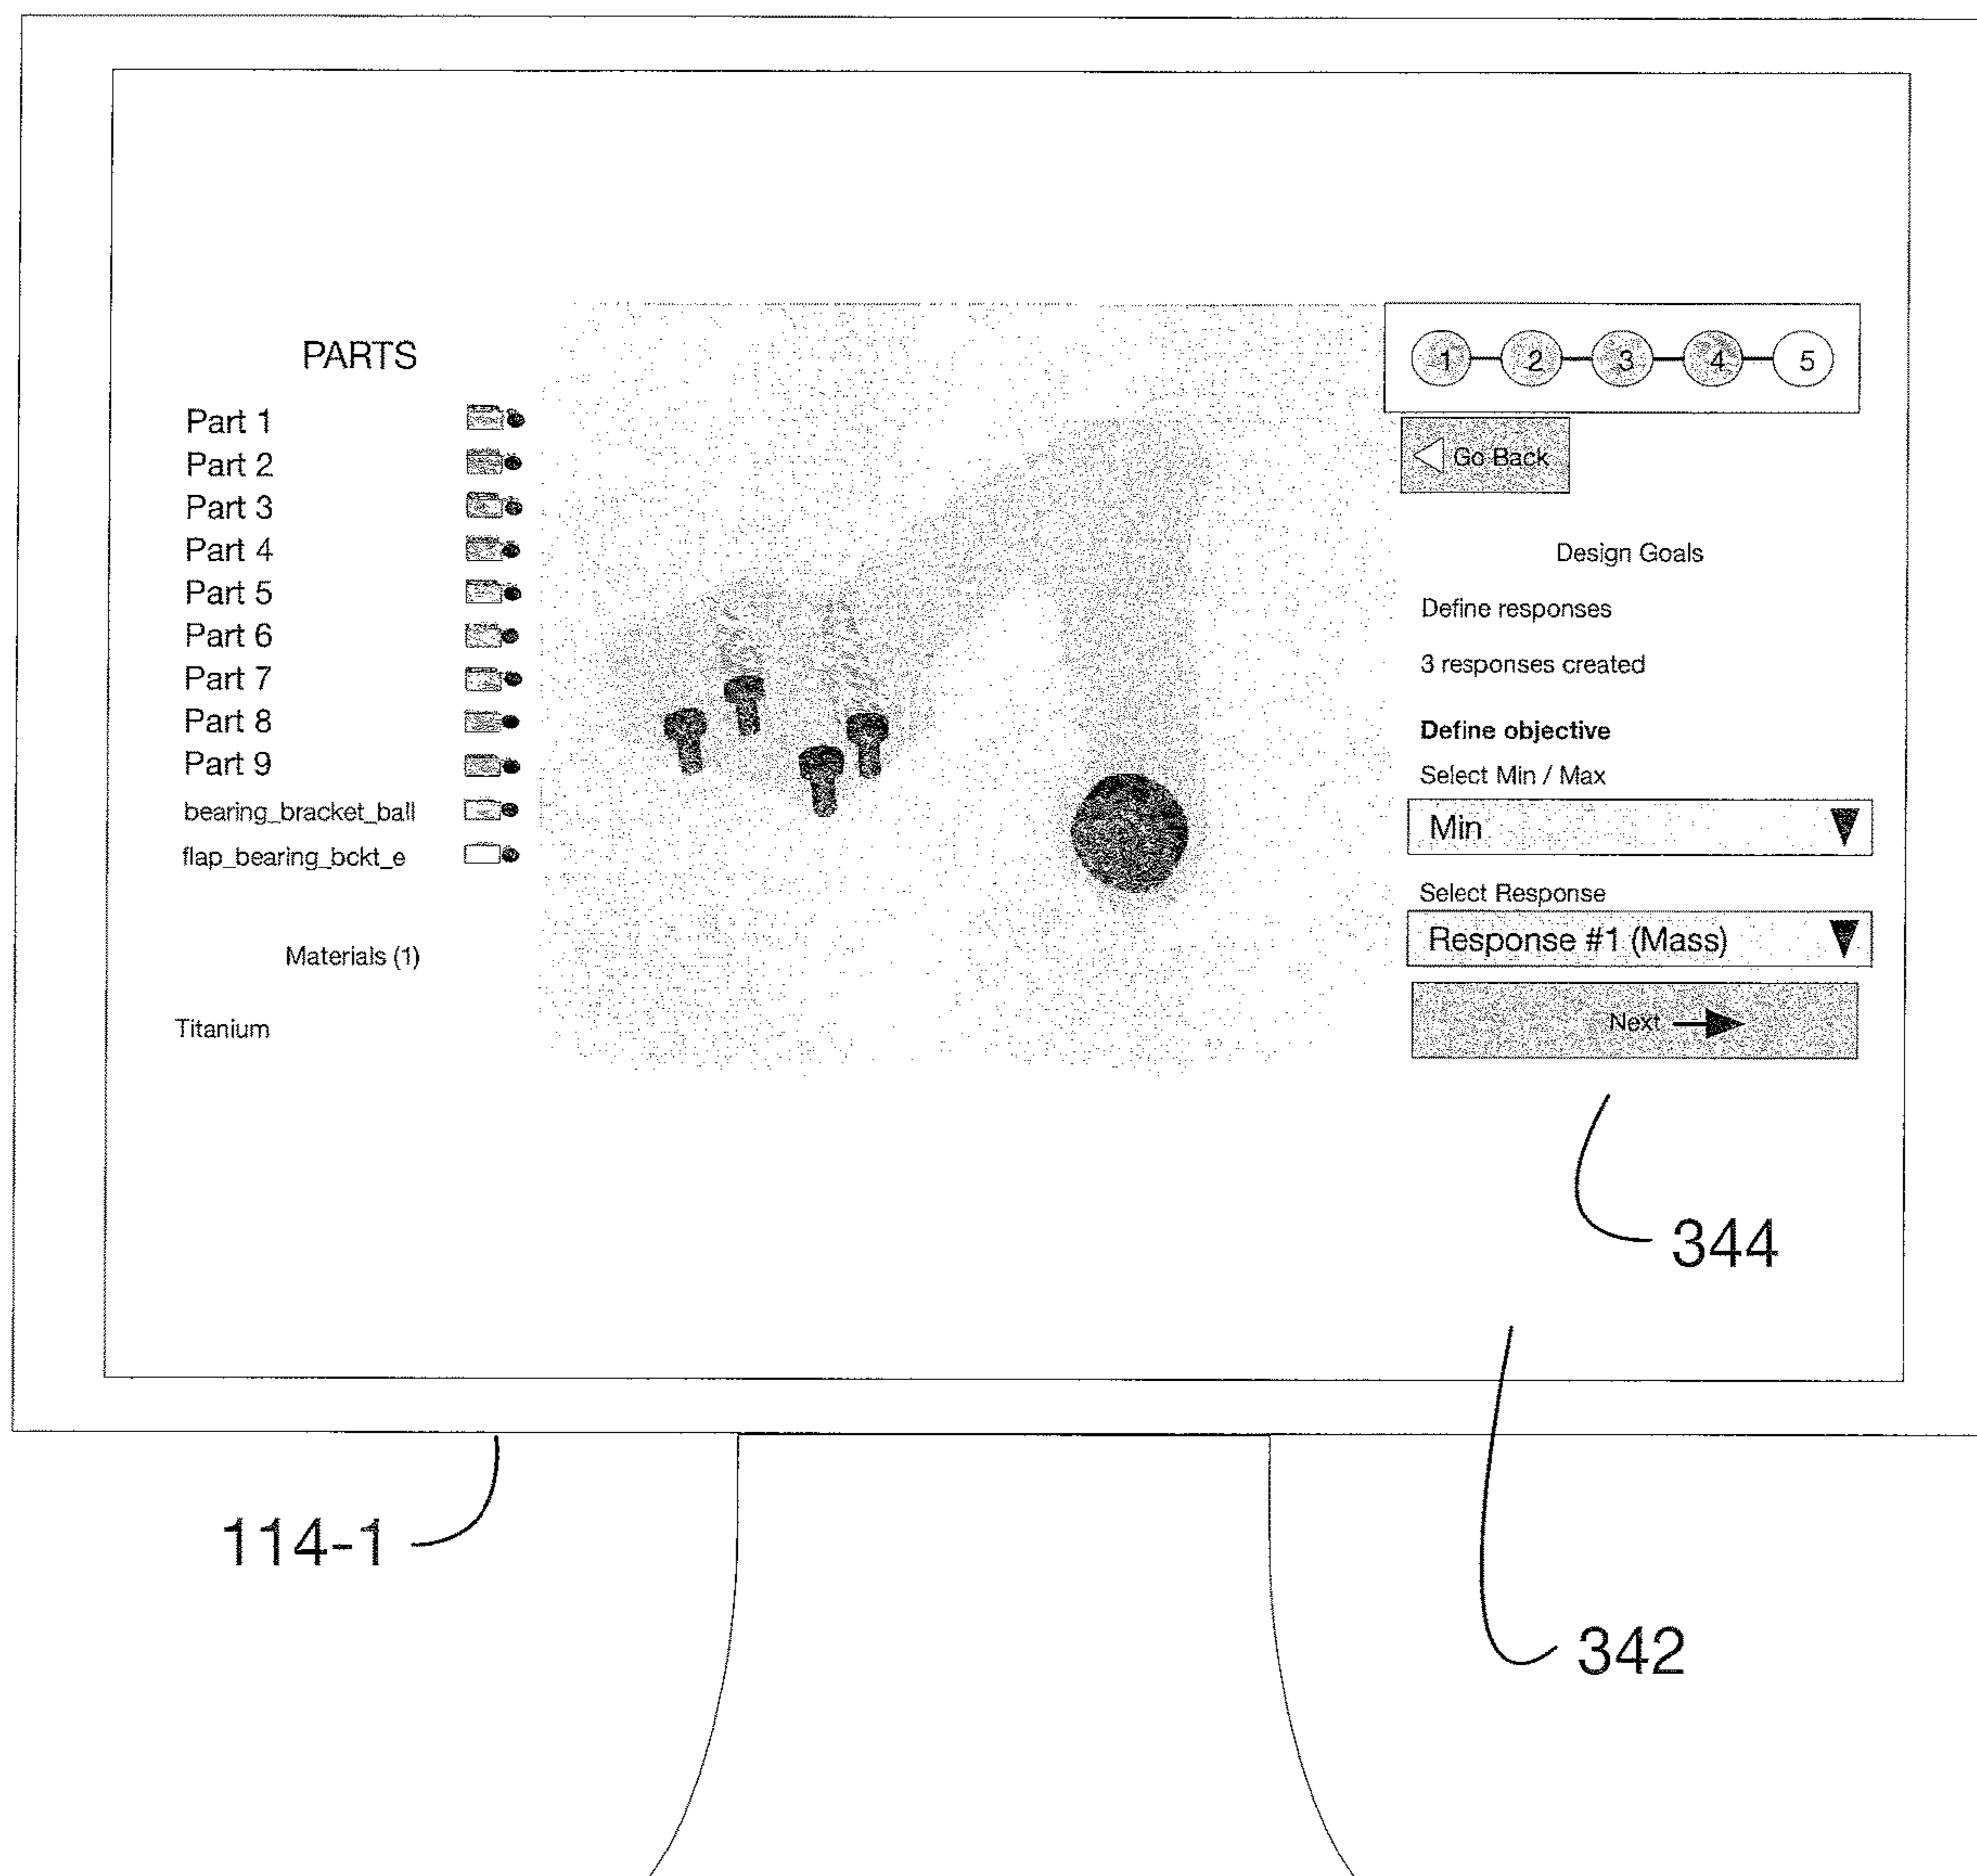 PARTS
Part 1
Part 2
Part 3
Part 4
Part 5
Part 6
Part 7
Part 8
Part 9
bearing_bracket_ball
flap_bearing_bckt_e
Materials (1)
Titanium
1 2 3 4 5
Go Back
Design Goals
Define responses
3 responses created
Define objective
Select Min / Max
Min
Select Response
Response #1 (Mass)
Next
344
342
114-1